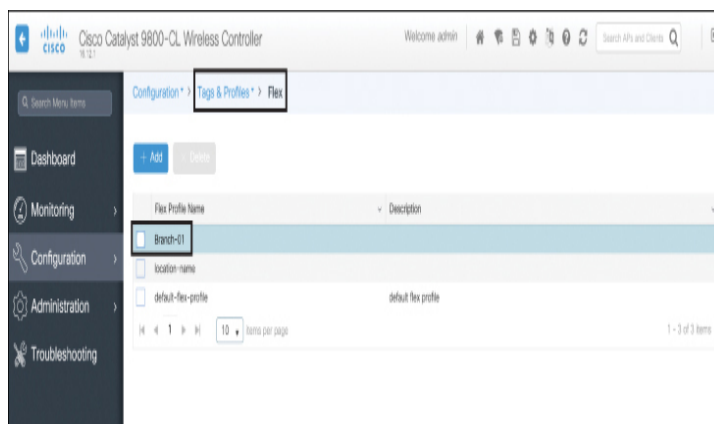 CISCO Cisco Catalyst 9800-CL Wireless Controller Welcome admin Search APs and Clients
Search Menu Items
Configuration > Tags & Profiles > Flex
Dashboard
Monitoring
Configuration
Administration
Troubleshooting
+ Add Delete
Flex Profile Name Description
Branch-01
location-name
default-flex-profile default flex profile
1 10 items per page 1 - 3 of 3 items